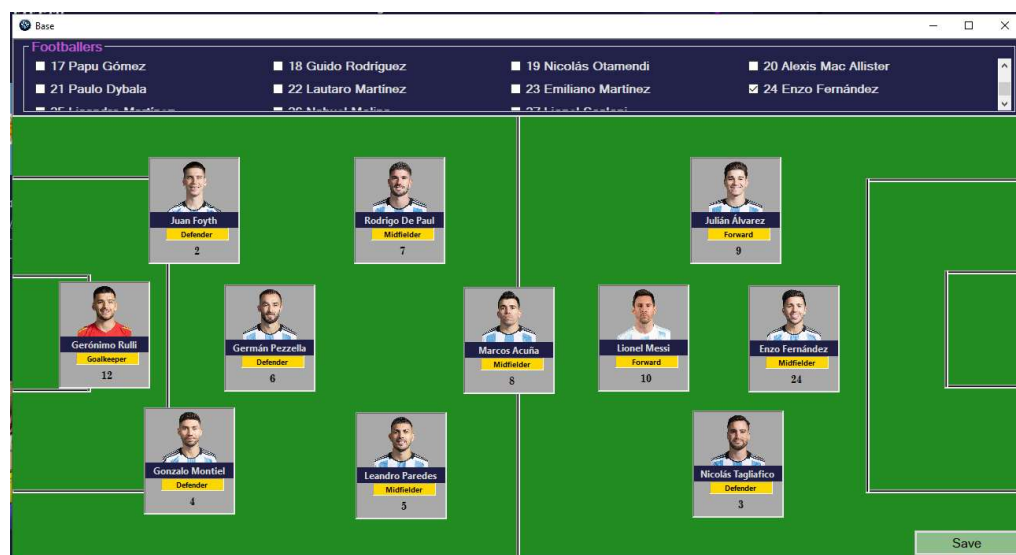 Base
Footballers
17 Papu Gómez
18 Guido Rodríguez
19 Nicolás Otamendi
20 Alexis Mac Allister
21 Paulo Dybala
22 Lautaro Martínez
23 Emiliano Martínez
24 Enzo Fernández
Juan Foyth
Defender
2
Rodrigo De Paul
Midfielder
7
Julián Álvarez
Forward
9
Gerónimo Rulli
Goalkeeper
12
Germán Pezzella
Defender
6
Marcos Acuña
Midfielder
8
Lionel Messi
Forward
10
Enzo Fernández
Midfielder
24
Gonzalo Montiel
Defender
4
Leandro Paredes
Midfielder
5
Nicolás Tagliafico
Defender
3
Save